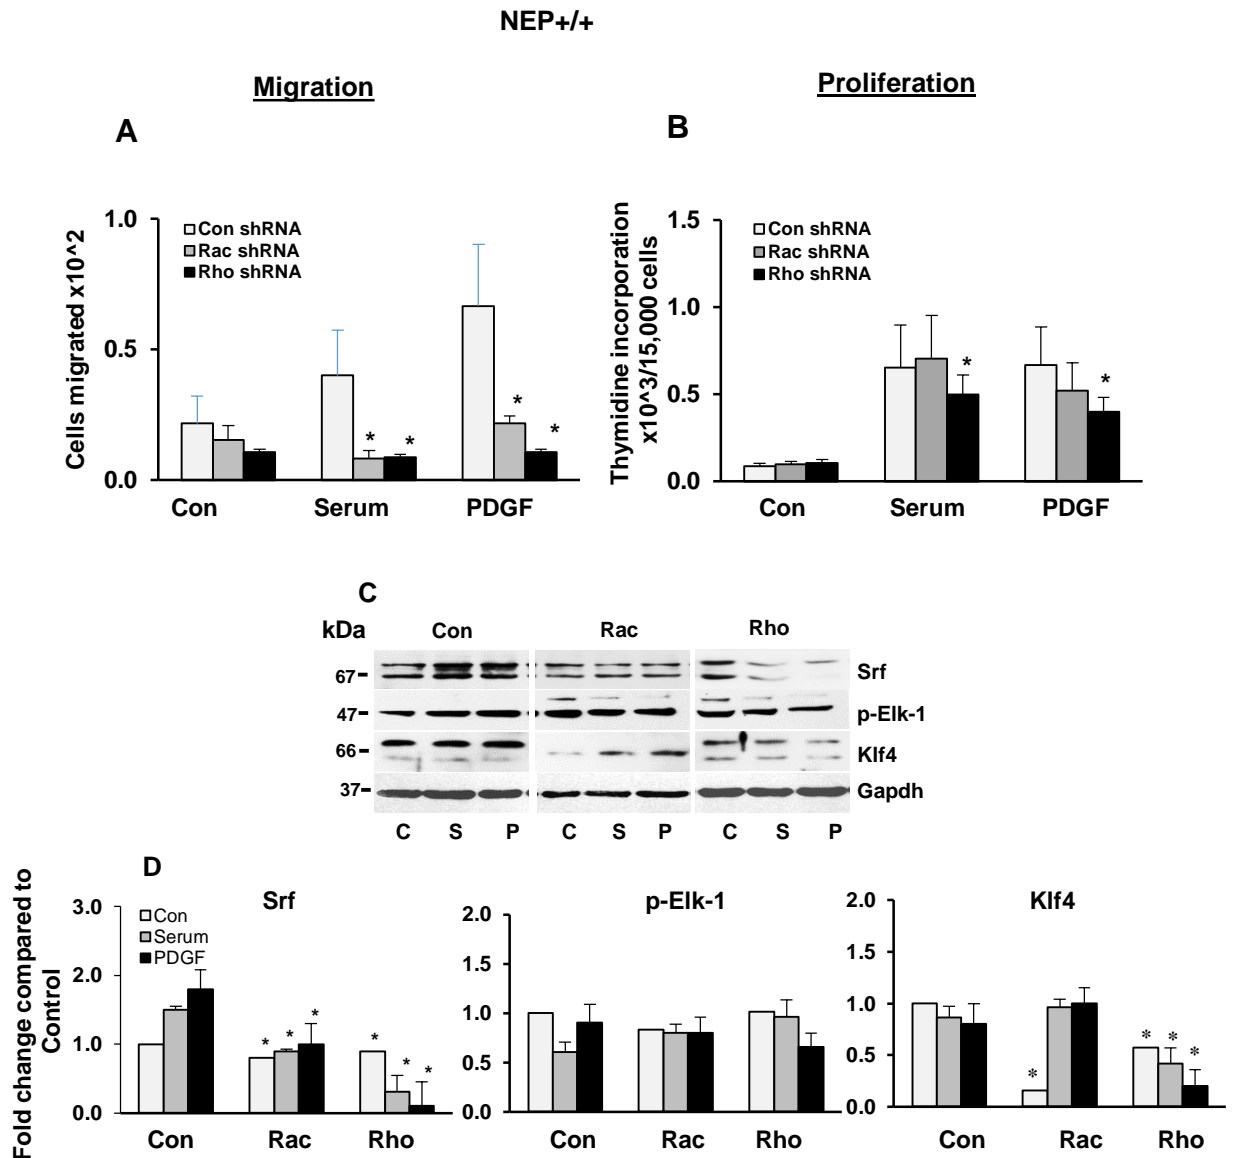 NEP+/+
Migration
Proliferation
A
B
Cells migrated x10^2
1.0
0.5
0.0
Con shRNA
Rac shRNA
Rho shRNA
*
*
*
*
Con Serum PDGF
Thymidine incorporation
x10^3/15,000 cells
1.5
1.0
0.5
0.0
Con shRNA
Rac shRNA
Rho shRNA
*
*
Con Serum PDGF
C
kDa Con Rac Rho
67 Srf
47 p-Elk-1
66 Klf4
37 Gapdh
C S P C S P C S P
D
Fold change compared to
Control
Srf
3.0
2.0
1.0
0.0
Con
Serum
PDGF
* * * * * *
Con Rac Rho
p-Elk-1
2.0
1.5
1.0
0.5
0.0
Con Rac Rho
Klf4
2.0
1.5
1.0
0.5
0.0
* * * *
Con Rac Rho